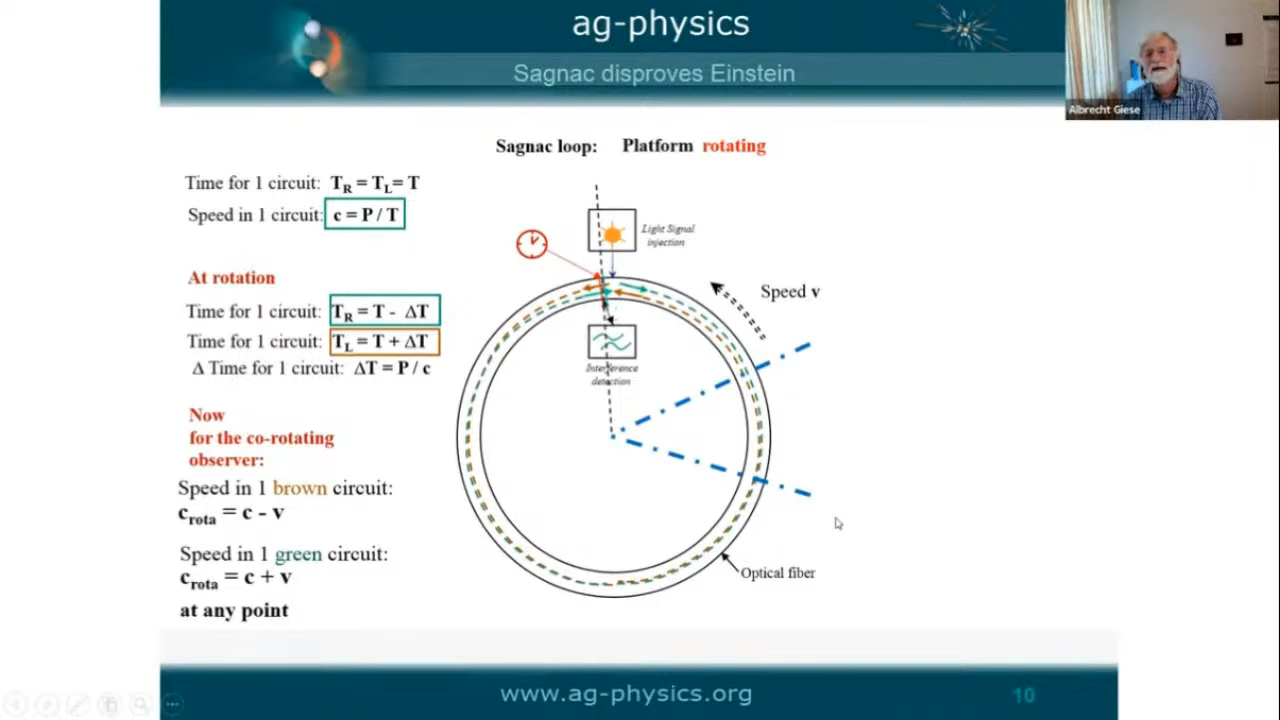 ag-physics
Sagnac disproves Einstein
Albrecht Giese
Sagnac loop: Platform rotating
Time for 1 circuit: T_R = T_L= T
Speed in 1 circuit: c = P / T
Light Signal
injection
At rotation
Speed v
Time for 1 circuit: T_R = T - ΔT
Time for 1 circuit: T_L = T + ΔT
Δ Time for 1 circuit: ΔT = P / c
Interference
detection
Now
for the co-rotating
observer:
Speed in 1 brown circuit:
c_rota = c - v
Speed in 1 green circuit:
c_rota = c + v
at any point
Optical fiber
www.ag-physics.org
10